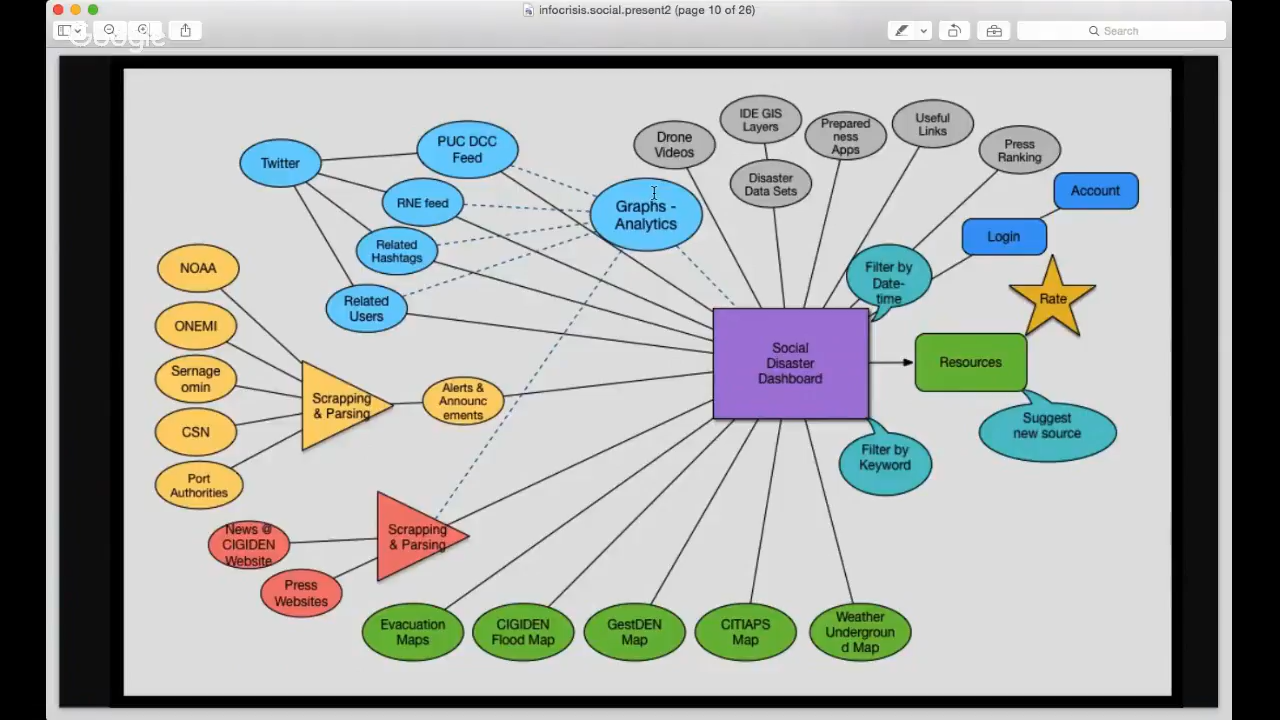 infocrisis.social.present2 (page 10 of 26)
Google
Search
Twitter
PUC DCC
Feed
RNE feed
Related
Hashtags
Related
Users
Graphs -
Analytics
Drone
Videos
IDE GIS
Layers
Disaster
Data Sets
Prepared
ness
Apps
Useful
Links
Press
Ranking
Account
Login
Filter by
Date-
time
Rate
NOAA
ONEMI
Sernage
omin
CSN
Port
Authorities
Scrapping
& Parsing
Alerts &
Announc
ements
Social
Disaster
Dashboard
Resources
Suggest
new source
Filter by
Keyword
News @
CIGIDEN
Website
Press
Websites
Scrapping
& Parsing
Evacuation
Maps
CIGIDEN
Flood Map
GestDEN
Map
CITIAPS
Map
Weather
Undergroun
d Map